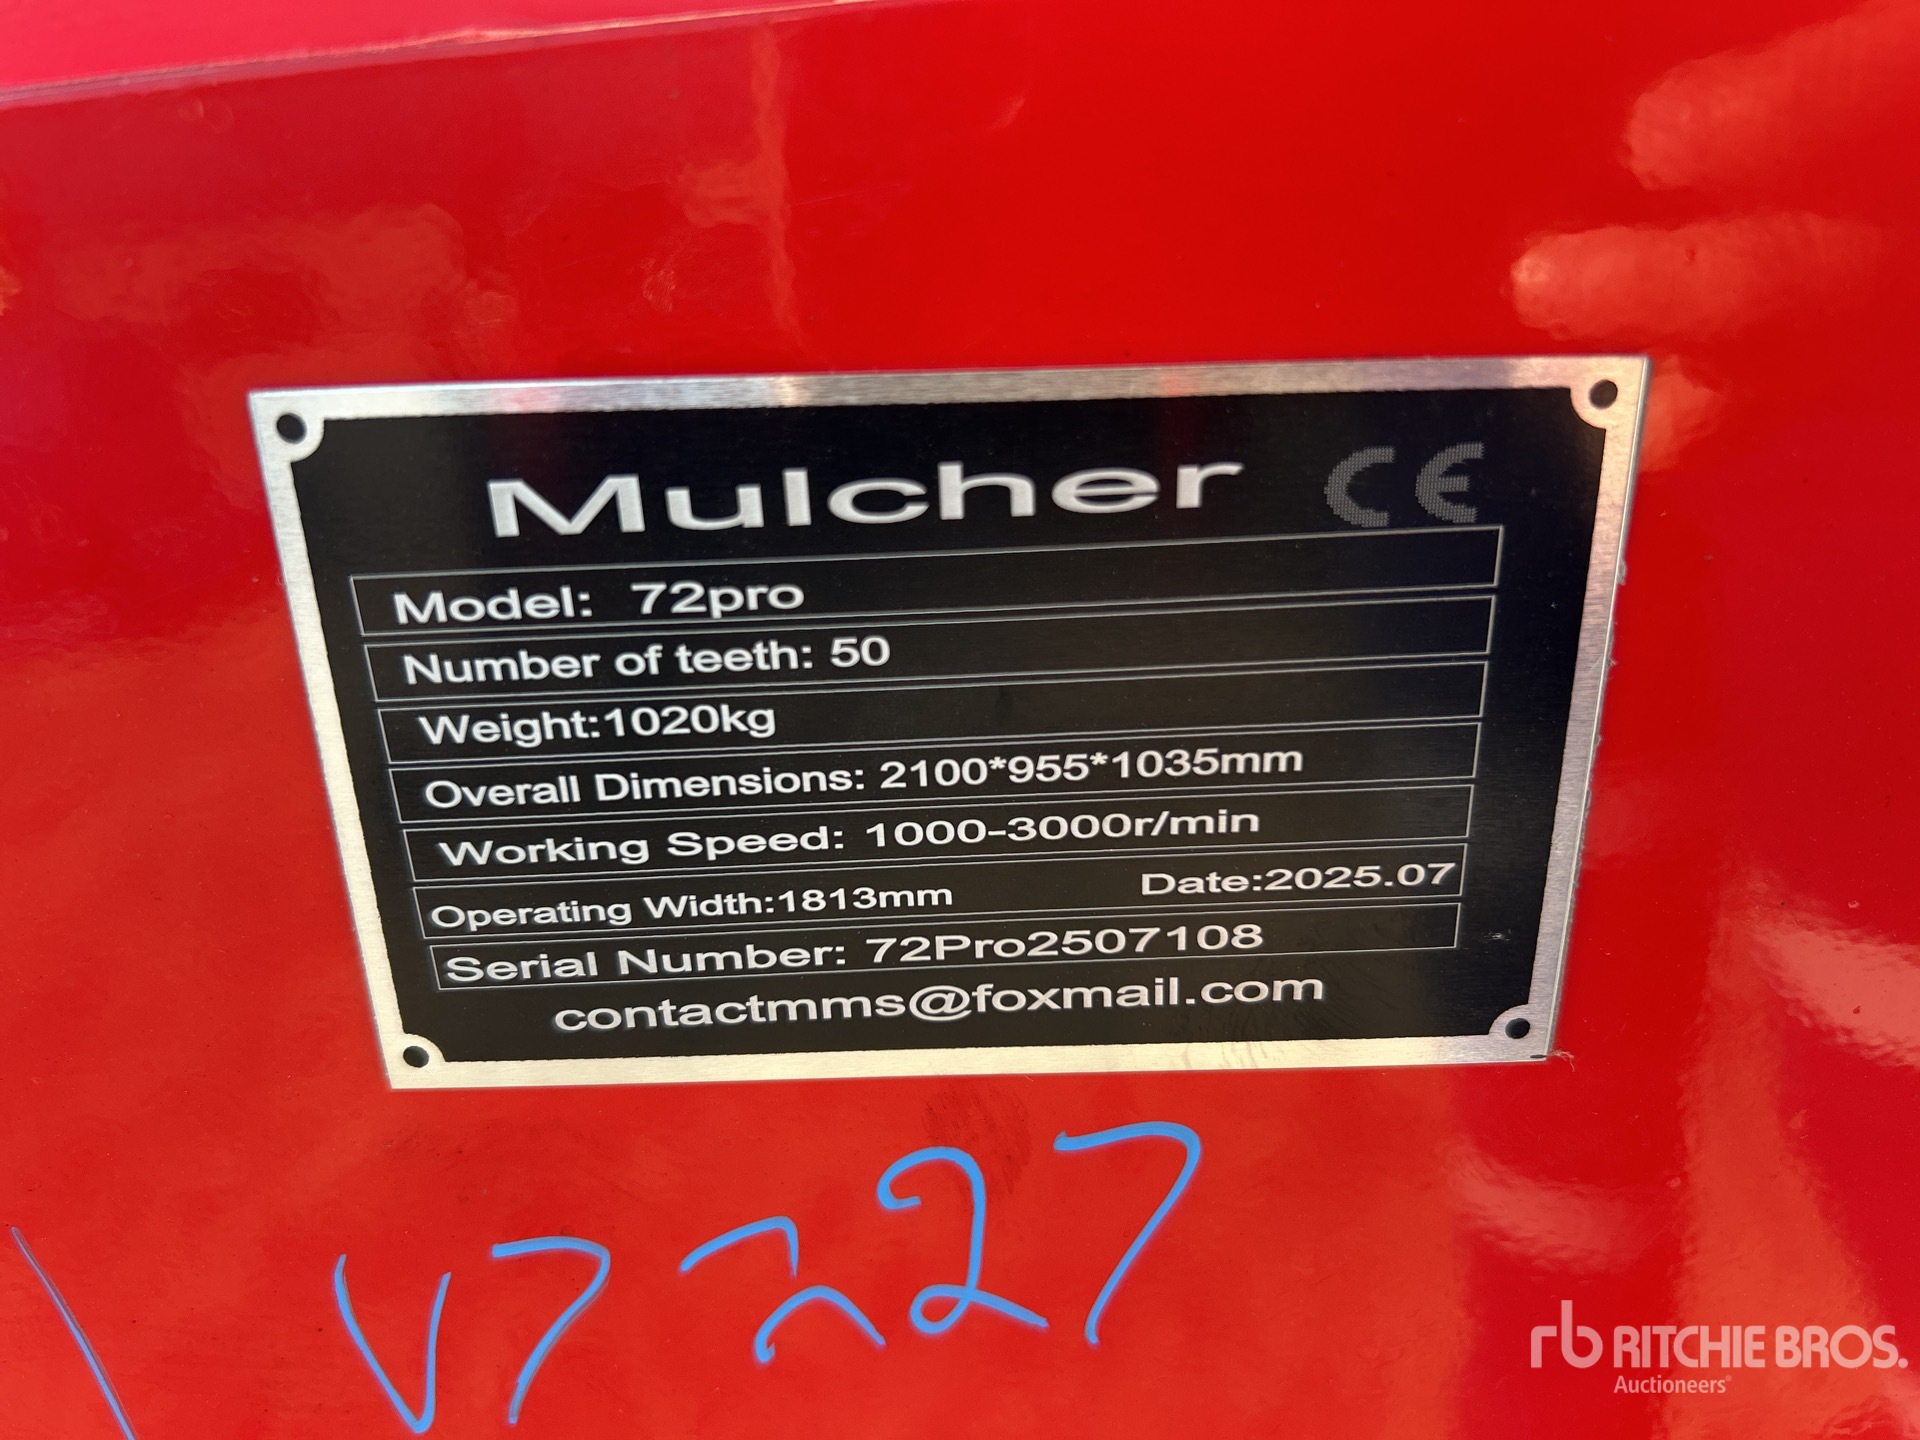 Mulcher CE
Model: 72pro
Number of teeth: 50
Weight:1020kg
Overall Dimensions: 2100*955*1035mm
Working Speed: 1000-3000r/min
Operating Width:1813mm Date:2025.07
Serial Number: 72Pro2507108
contactmms@foxmail.com
V7227
rb RITCHIE BROS.
Auctioneers